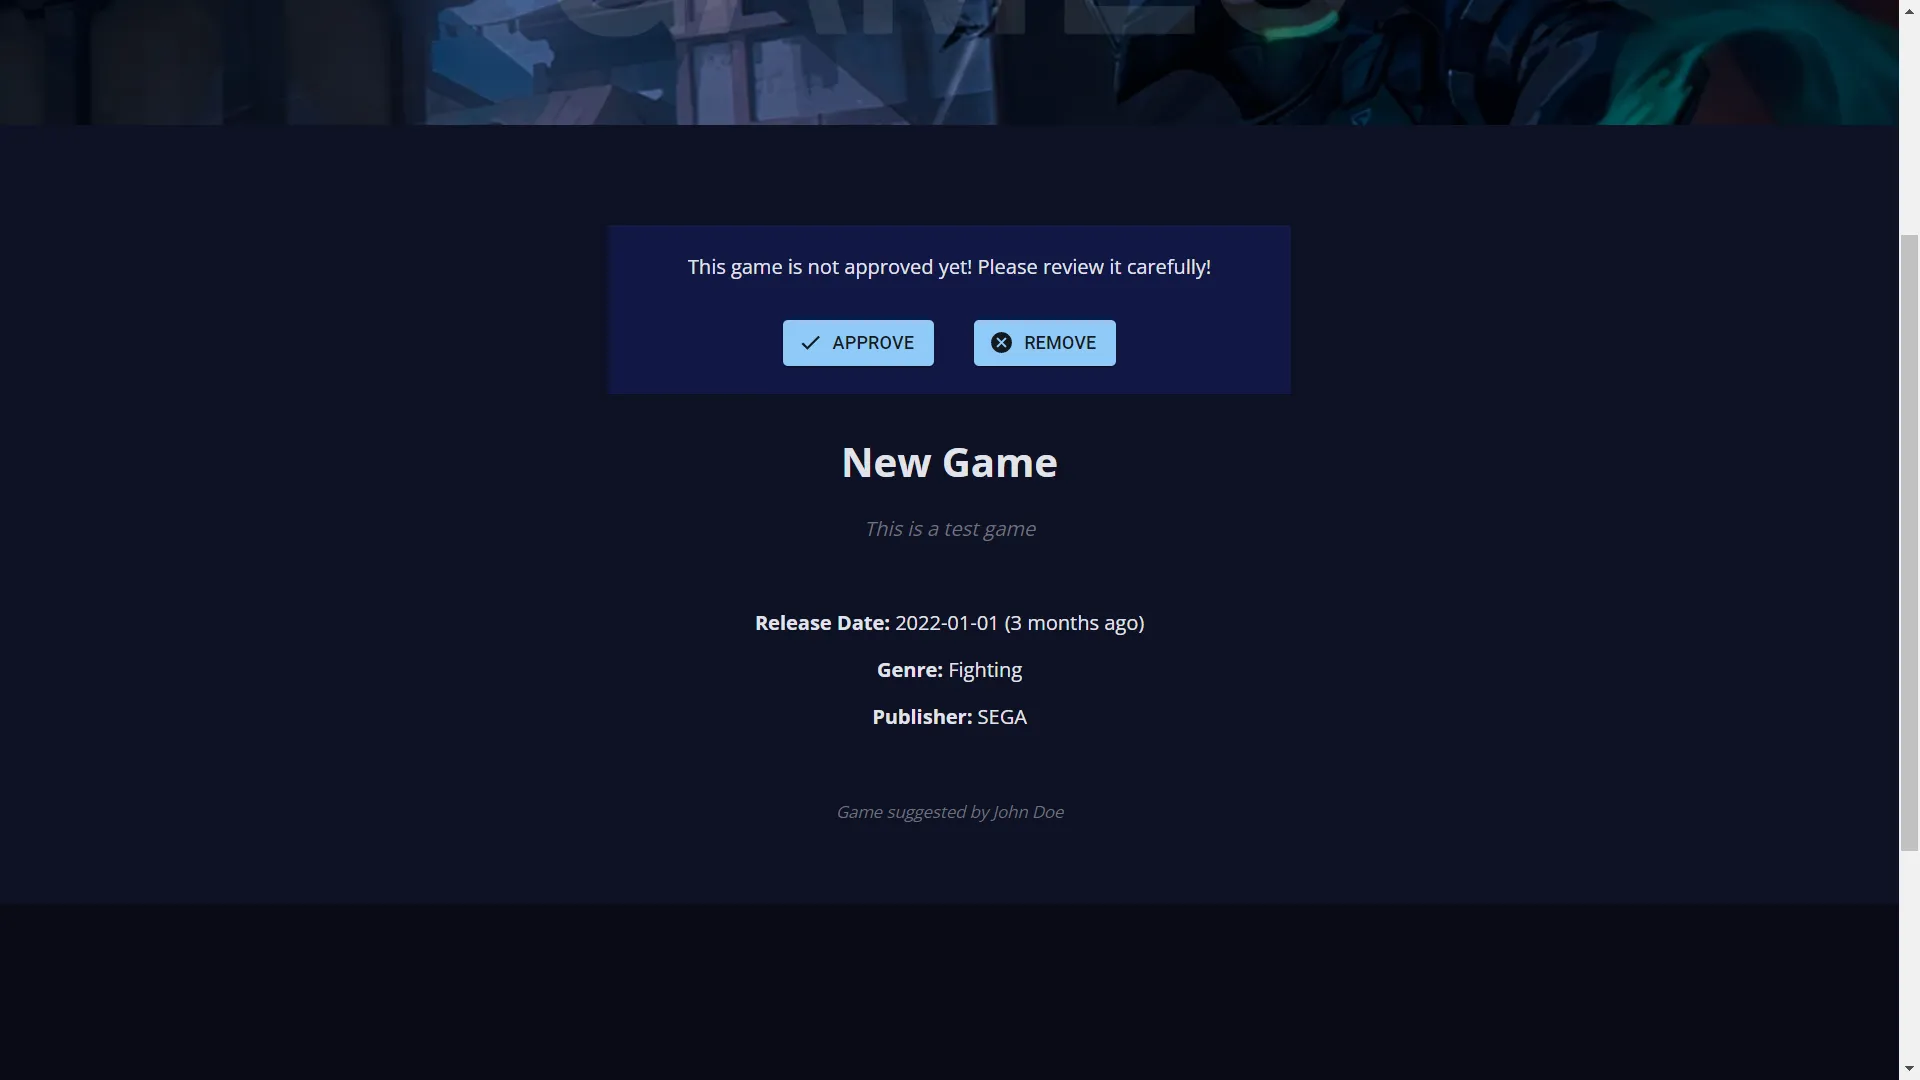 GAMES
This game is not approved yet! Please review it carefully!
APPROVE
REMOVE
New Game
This is a test game
Release Date: 2022-01-01 (3 months ago)
Genre: Fighting
Publisher: SEGA
Game suggested by John Doe